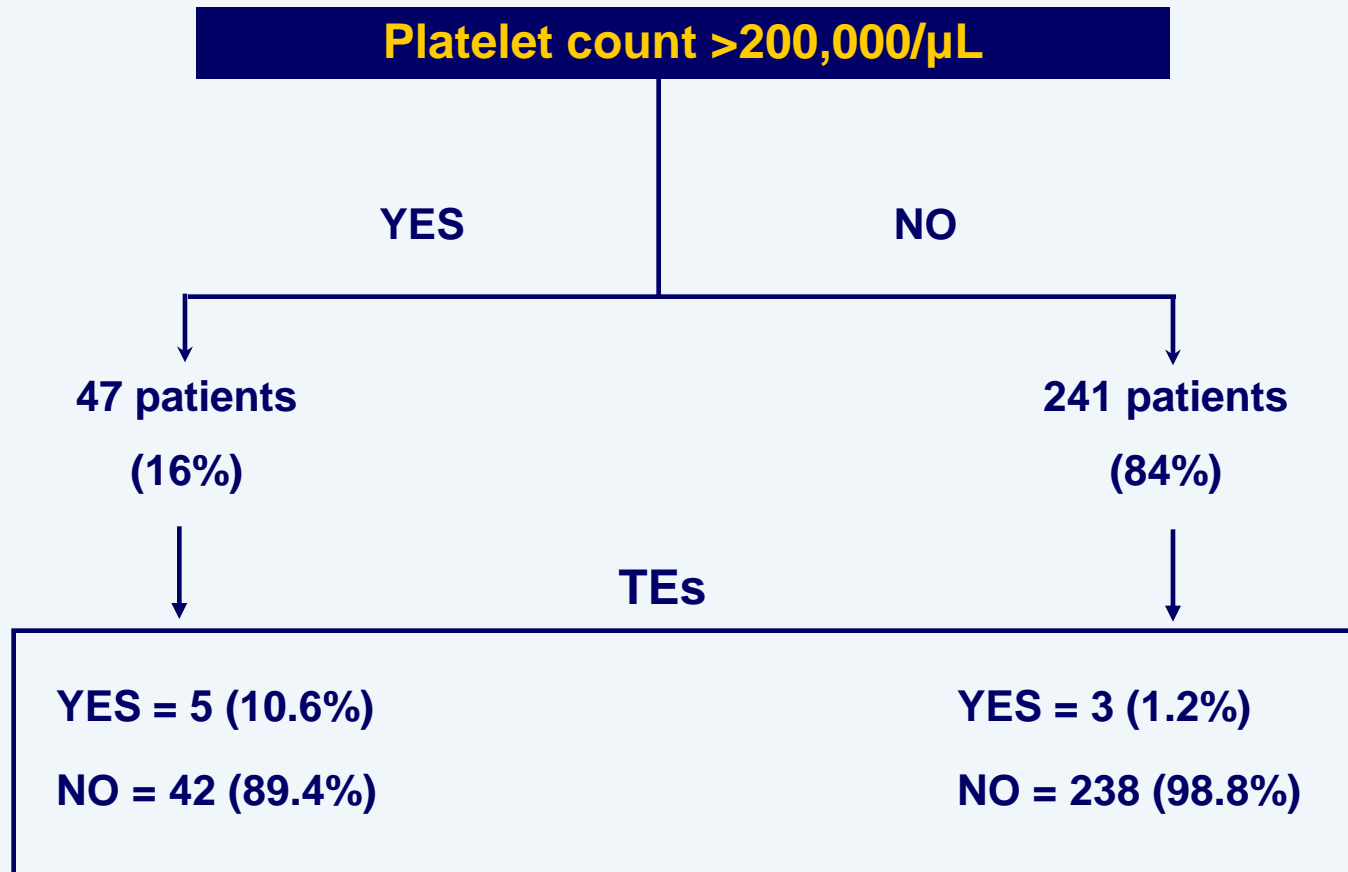 Platelet count >200,000/µL
YES
NO
47 patients
(16%)
241 patients
(84%)
TEs
YES = 5 (10.6%)
NO = 42 (89.4%)
YES = 3 (1.2%)
NO = 238 (98.8%)